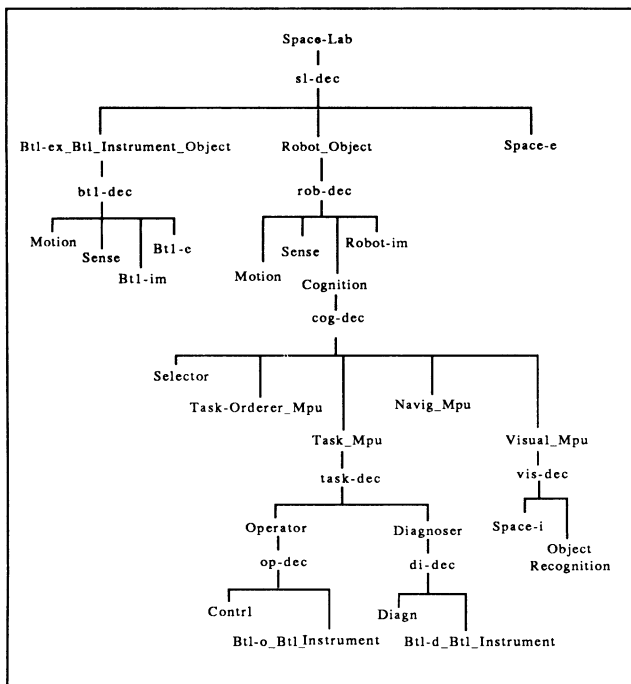 Space-Lab
sl-dec
Btl-ex_Btl_Instrument_Object
Robot_Object
Space-e
btl-dec
rob-dec
Motion
Sense
Btl-im
Btl-c
Motion
Sense
Cognition
Robot-im
cog-dec
Selector
Task-Orderer_Mpu
Task_Mpu
Navig_Mpu
Visual_Mpu
task-dec
vis-dec
Operator
Diagnoser
Space-i
Object
Recognition
op-dec
di-dec
Contrl
Btl-o_Btl_Instrument
Diagn
Btl-d_Btl_Instrument